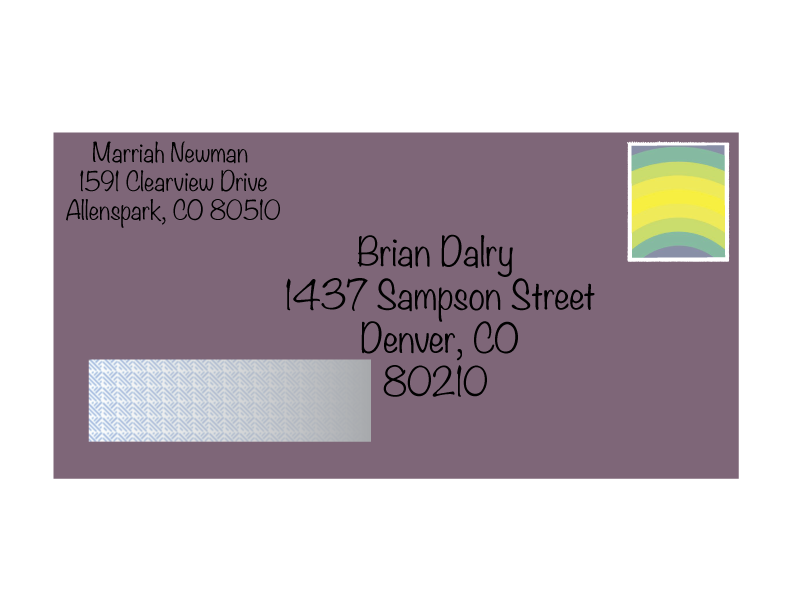 Marriah Newman
1591 Clearview Drive
Allenspark, CO 80510
Brian Dalry
1437 Sampson Street
Denver, CO
80210